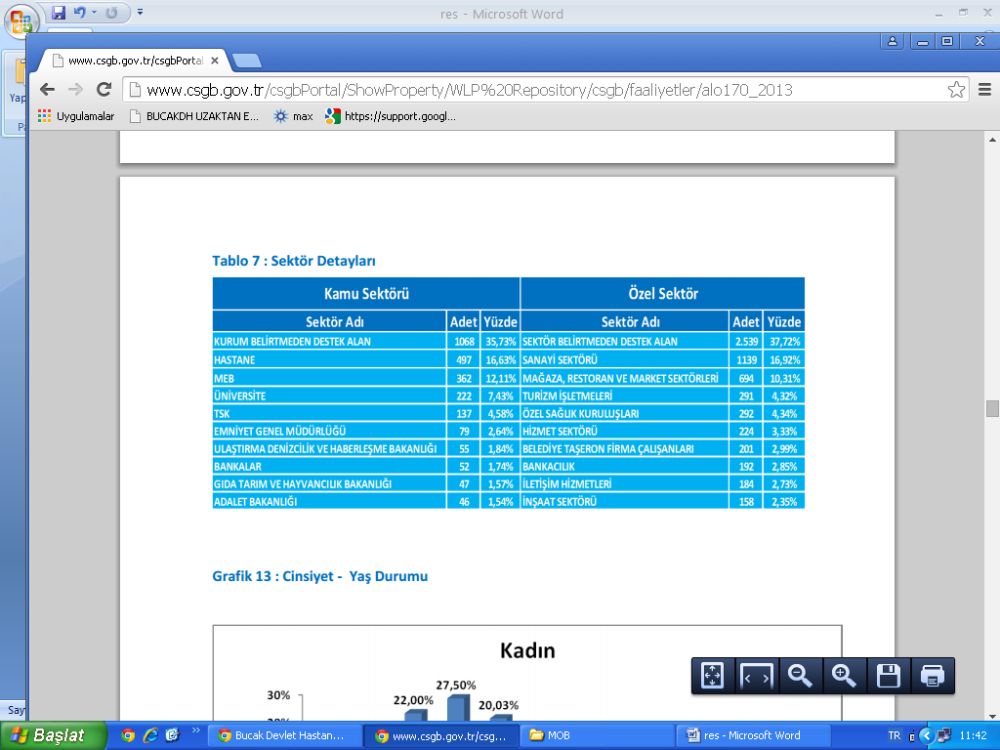 res - Microsoft Word
www.csgb.gov.tr/csgbPortal
www.csgb.gov.tr/csgbPortal/ShowProperty/WLP%20Repository/csgb/faaliyetler/alo170_2013
Uygulamalar BUCAKDH UZAKTAN E... max https://support.googl...
Yap
Pa
Tablo 7 : Sektör Detayları
Kamu Sektörü Özel Sektör
Sektör Adı Adet Yüzde Sektör Adı Adet Yüzde
KURUM BELİRTMEDEN DESTEK ALAN 1068 35,73% SEKTÖR BELİRTMEDEN DESTEK ALAN 2.539 37,72%
HASTANE 497 16,63% SANAYİ SEKTÖRÜ 1139 16,92%
MEB 362 12,11% MAĞAZA, RESTORAN VE MARKET SEKTÖRLERİ 694 10,31%
ÜNİVERSİTE 222 7,43% TURİZM İŞLETMELERİ 291 4,32%
TSK 137 4,58% ÖZEL SAĞLIK KURULUŞLARI 292 4,34%
EMNİYET GENEL MÜDÜRLÜĞÜ 79 2,64% HİZMET SEKTÖRÜ 224 3,33%
ULAŞTIRMA DENİZCİLİK VE HABERLEŞME BAKANLIĞI 55 1,84% BELEDİYE TAŞERON FİRMA ÇALIŞANLARI 201 2,99%
BANKALAR 52 1,74% BANKACILIK 192 2,85%
GIDA TARIM VE HAYVANCILIK BAKANLIĞI 47 1,57% İLETİŞİM HİZMETLERİ 184 2,73%
ADALET BAKANLIĞI 46 1,54% İNŞAAT SEKTÖRÜ 158 2,35%
Grafik 13 : Cinsiyet - Yaş Durumu
Kadın
27,50%
30% 22,00% 20,03%
Say
Başlat Bucak Devlet Hastan... www.csgb.gov.tr/csg... MOB res - Microsoft Word TR 11:42